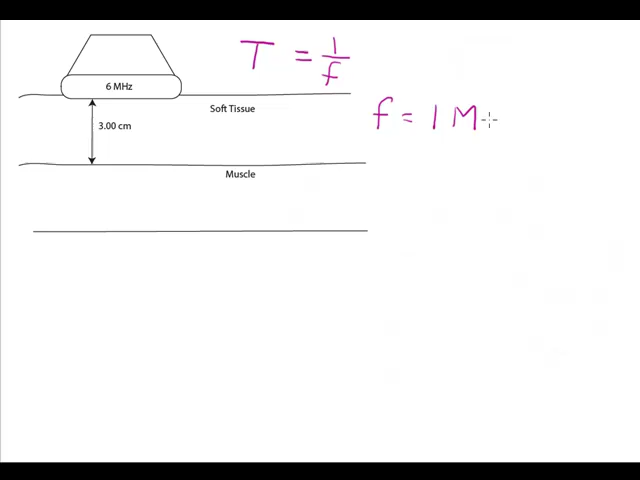 T = 1/f
6 MHz
Soft Tissue
3.00 cm
f = 1 M
Muscle